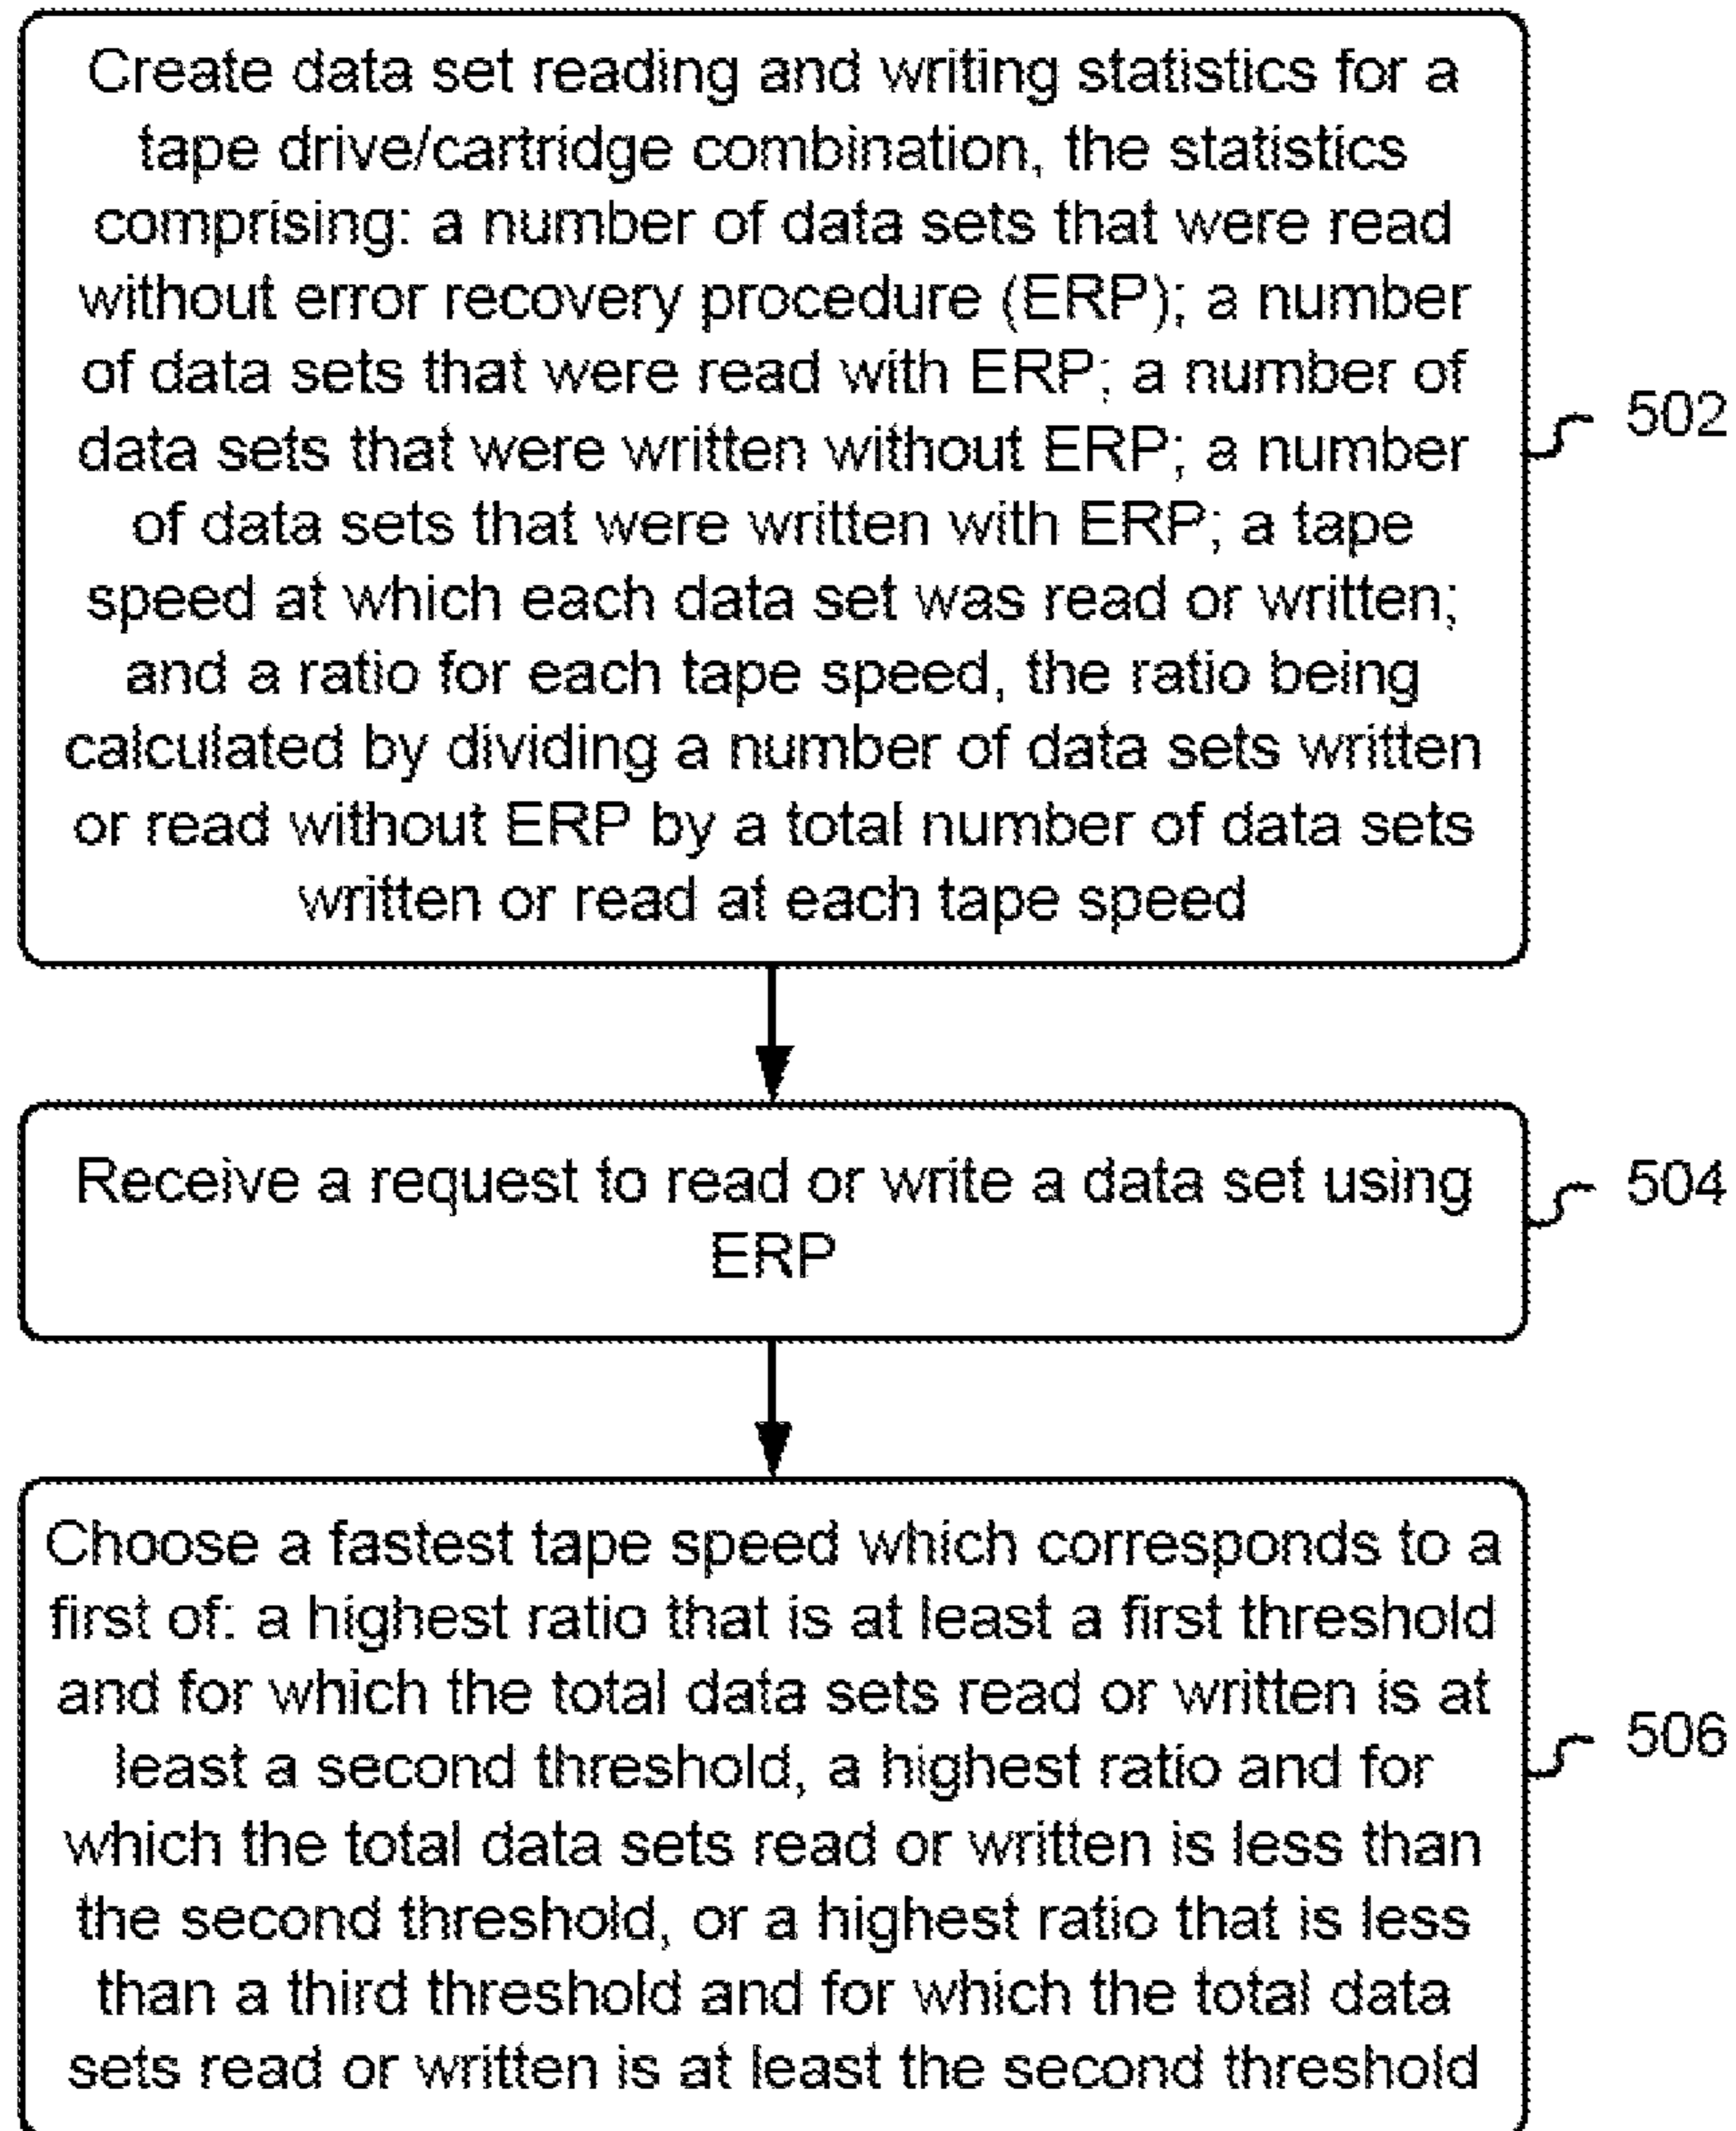 Create data set reading and writing statistics for a
tape drive/cartridge combination, the statistics
comprising: a number of data sets that were read
without error recovery procedure (ERP); a number
of data sets that were read with ERP; a number of
data sets that were written without ERP; a number
of data sets that were written with ERP; a tape
speed at which each data set was read or written;
and a ratio for each tape speed, the ratio being
calculated by dividing a number of data sets written
or read without ERP by a total number of data sets
written or read at each tape speed
502
Receive a request to read or write a data set using
ERP
504
Choose a fastest tape speed which corresponds to a
first of: a highest ratio that is at least a first threshold
and for which the total data sets read or written is at
least a second threshold, a highest ratio and for
which the total data sets read or written is less than
the second threshold, or a highest ratio that is less
than a third threshold and for which the total data
sets read or written is at least the second threshold
506